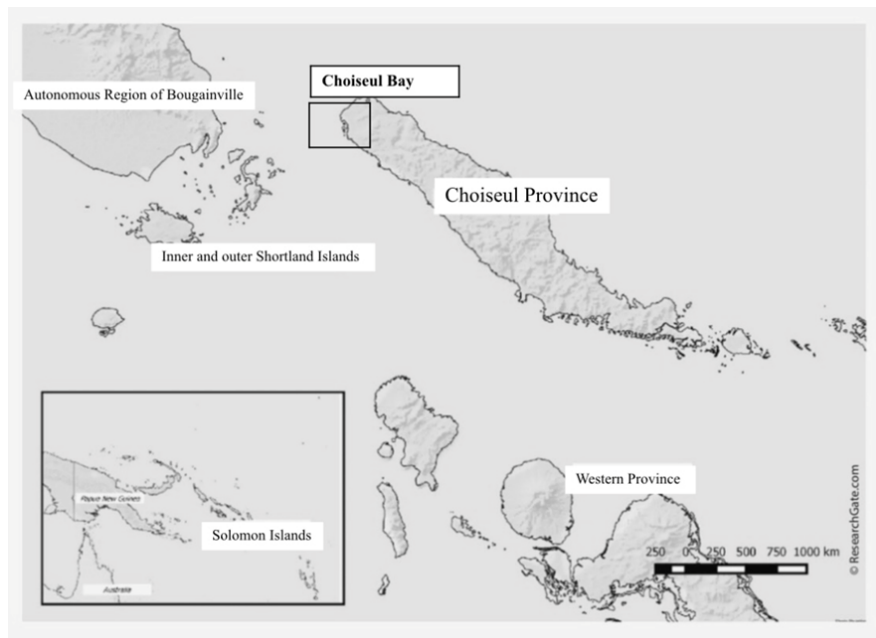 Choiseul Bay
Autonomous Region of Bougainville
Choiseul Province
Inner and outer Shortland Islands
Western Province
Papua New Guinea
Solomon Islands
Australia
250 0 250 500 750 1000 km
© ResearchGate.com